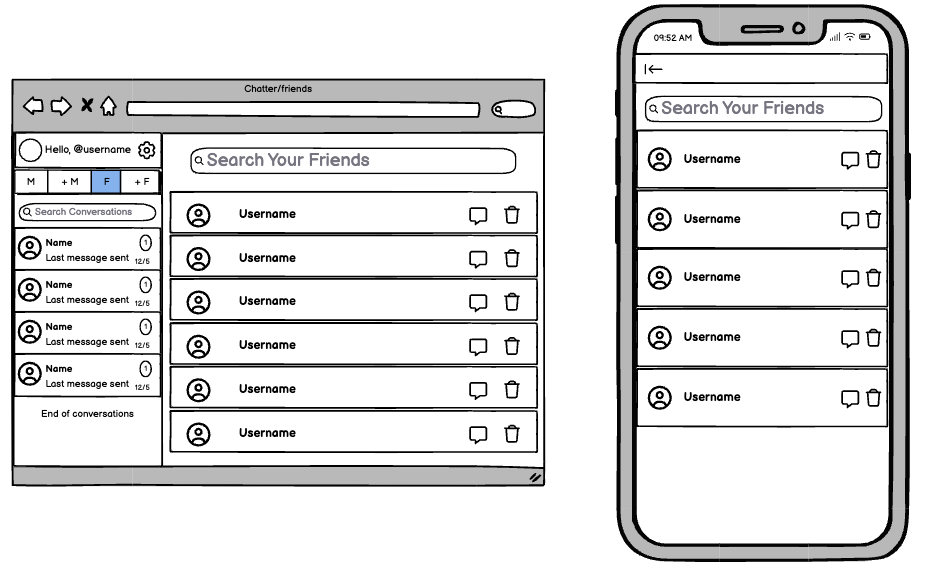 Chatter/friends
Hello, @username
M
+ M
F
+ F
Search Conversations
Name
1
Last message sent 12/5
Name
1
Last message sent 12/5
Name
1
Last message sent 12/5
Name
1
Last message sent 12/5
End of conversations
Search Your Friends
Username
Username
Username
Username
Username
Username
09:52 AM
Search Your Friends
Username
Username
Username
Username
Username